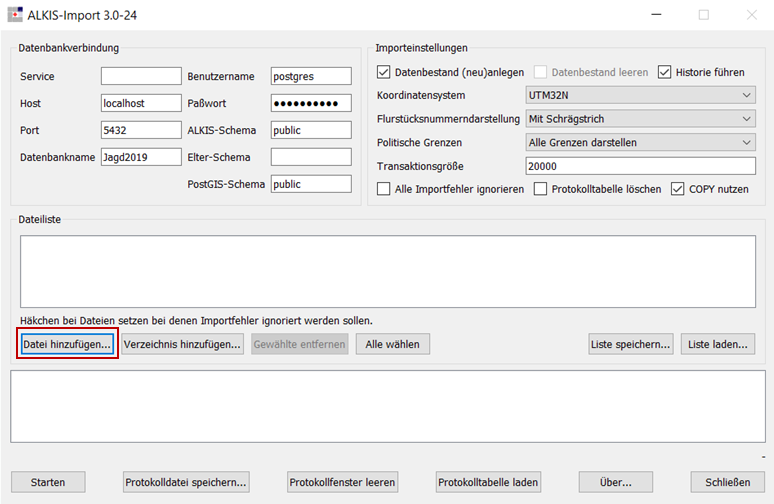 ALKIS-Import 3.0-24
Datenbankverbindung
Service
Benutzername postgres
Host localhost
Paßwort ●●●●●●●●●●
Port 5432
ALKIS-Schema public
Datenbankname Jagd2019
Elter-Schema
PostGIS-Schema public
Importeinstellungen
Datenbestand (neu)anlegen Datenbestand leeren Historie führen
Koordinatensystem UTM32N
Flurstücksnummerndarstellung Mit Schrägstrich
Politische Grenzen Alle Grenzen darstellen
Transaktionsgröße 20000
Alle Importfehler ignorieren Protokolltabelle löschen COPY nutzen
Dateiliste
Häkchen bei Dateien setzen bei denen Importfehler ignoriert werden sollen.
Datei hinzufügen... Verzeichnis hinzufügen... Gewählte entfernen Alle wählen Liste speichern... Liste laden...
-
Starten Protokolldatei speichern... Protokollfenster leeren Protokolltabelle laden Über... Schließen